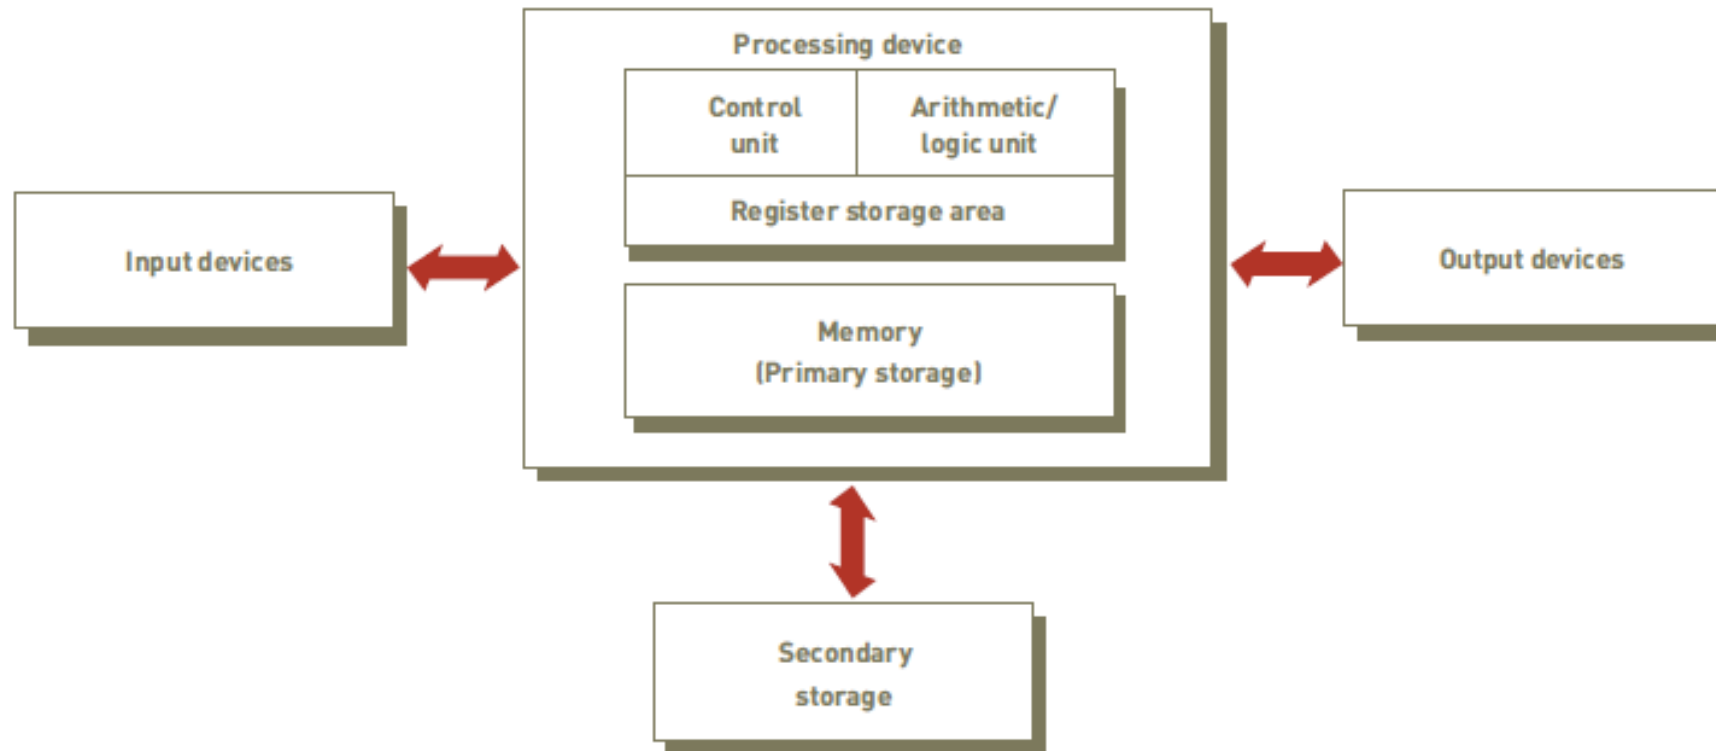 Processing device
Control
unit
Arithmetic/
logic unit
Register storage area
Input devices
Output devices
Memory
(Primary storage)
Secondary
storage